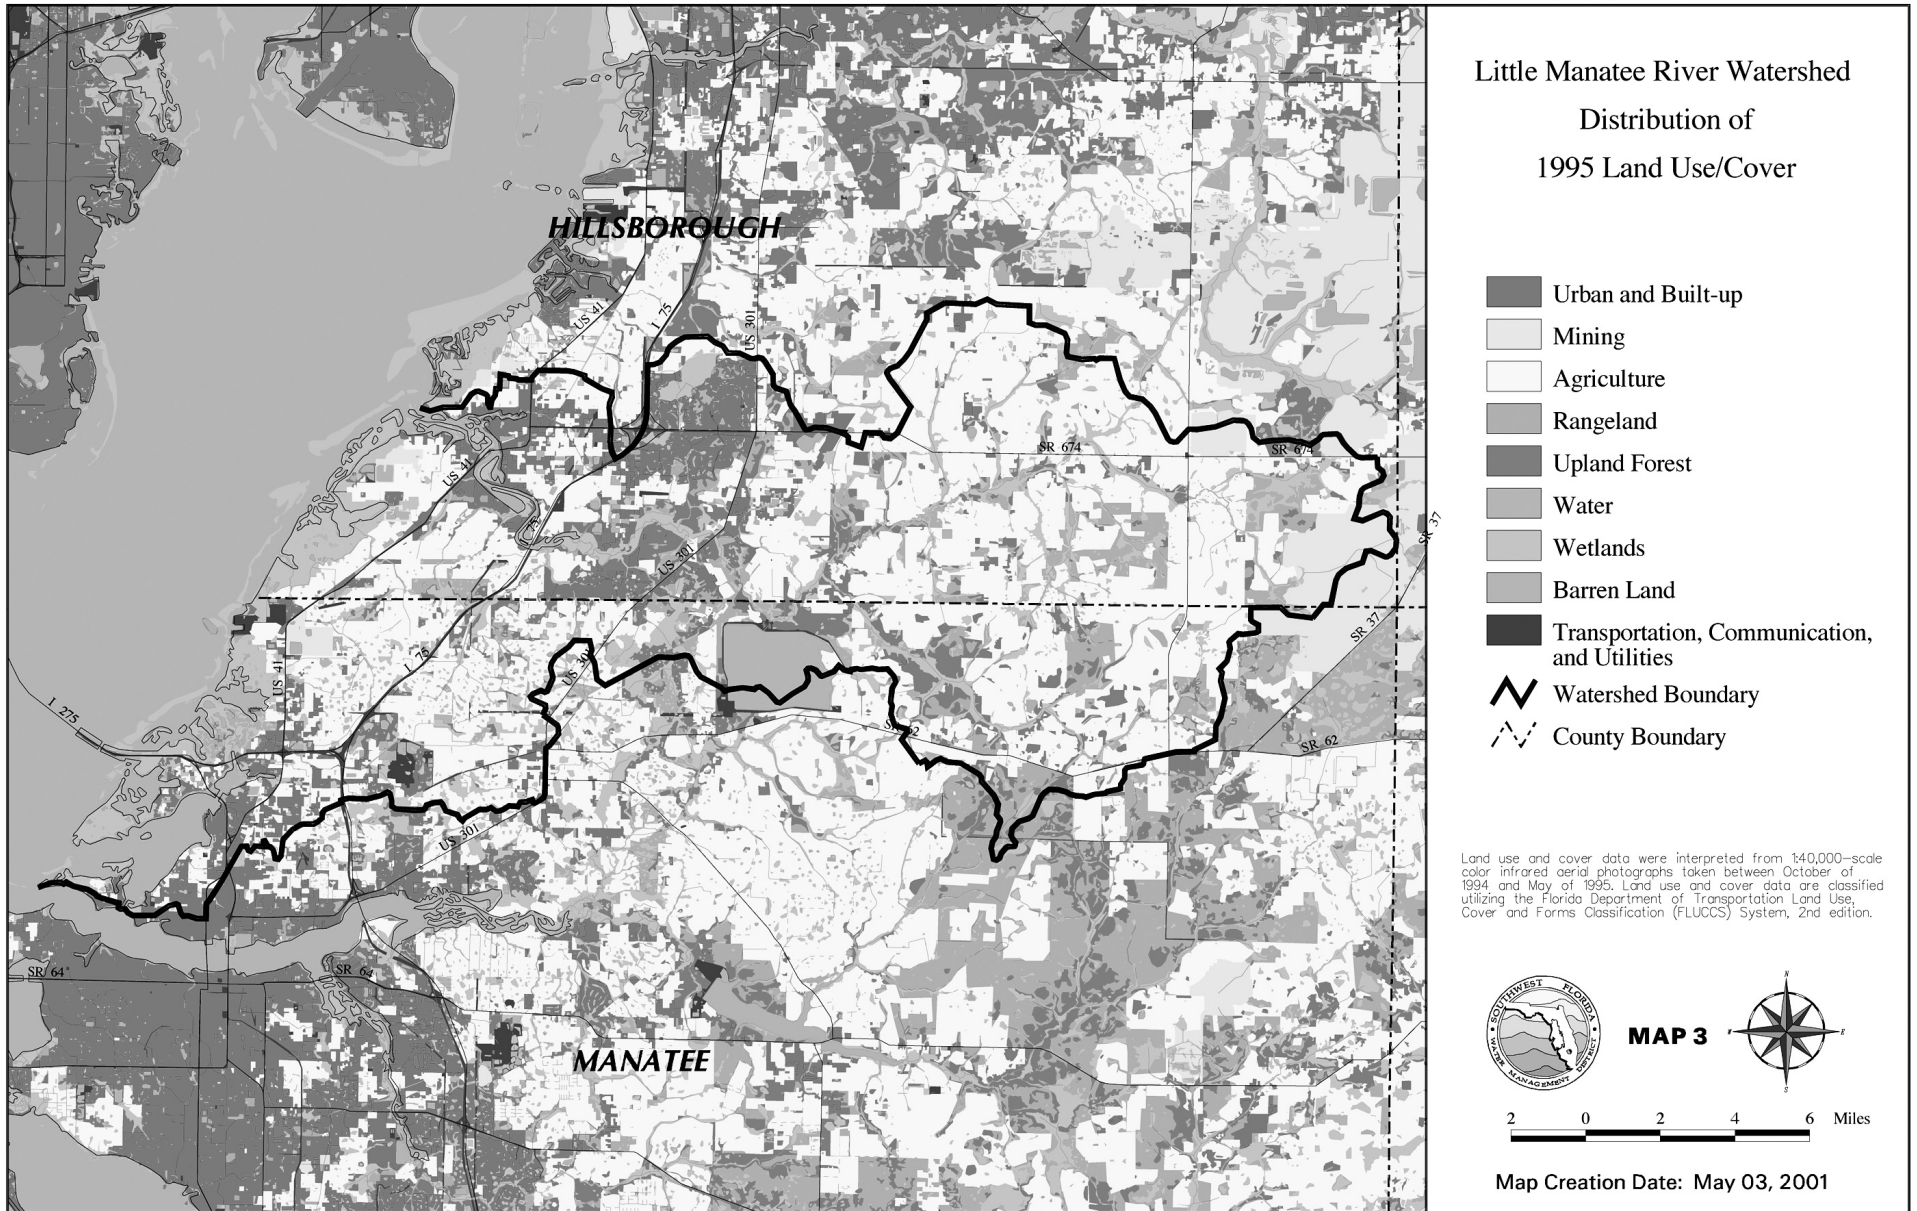 Little Manatee River Watershed
Distribution of
1995 Land Use/Cover
Urban and Built-up
Mining
Agriculture
Rangeland
Upland Forest
Water
Wetlands
Barren Land
Transportation, Communication,
and Utilities
Watershed Boundary
County Boundary
Land use and cover data were interpreted from 1:40,000-scale
color infrared aerial photographs taken between October of
1994 and May of 1995. Land use and cover data are classified
utilizing the Florida Department of Transportation Land Use,
Cover and Forms Classification (FLUCCS) System, 2nd edition.
SOUTHWEST FLORIDA
WATER MANAGEMENT DISTRICT
MAP 3
N
W E
S
2 0 2 4 6 Miles
Map Creation Date: May 03, 2001
HILLSBOROUGH
US 41
I 75
US 301
SR 674
SR 674
US 41
I 75
US 301
SR 37
SR 37
US 41
I 75
US 301
I 275
SR 62
SR 62
US 301
SR 64
SR 64
MANATEE